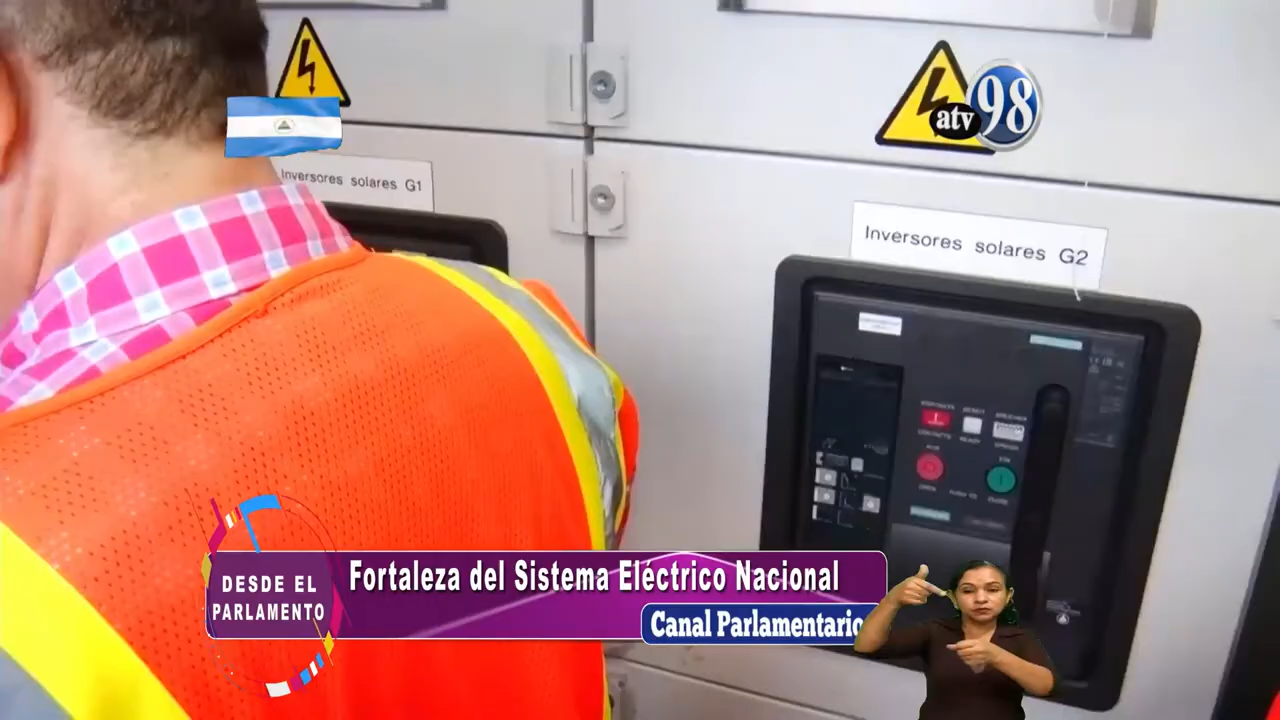 atv 98
Inversores solares G1
Inversores solares G2
DESDE EL
PARLAMENTO
Fortaleza del Sistema Eléctrico Nacional
Canal Parlamentario